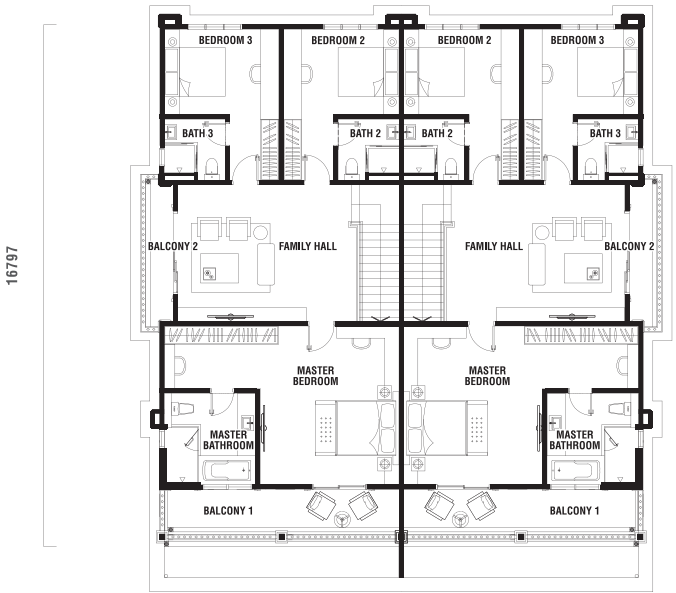 BEDROOM 3
BEDROOM 2
BEDROOM 2
BEDROOM 3
BATH 3
BATH 2
BATH 2
BATH 3
BALCONY 2
FAMILY HALL
FAMILY HALL
BALCONY 2
16797
MASTER
BEDROOM
MASTER
BEDROOM
MASTER
BATHROOM
MASTER
BATHROOM
BALCONY 1
BALCONY 1